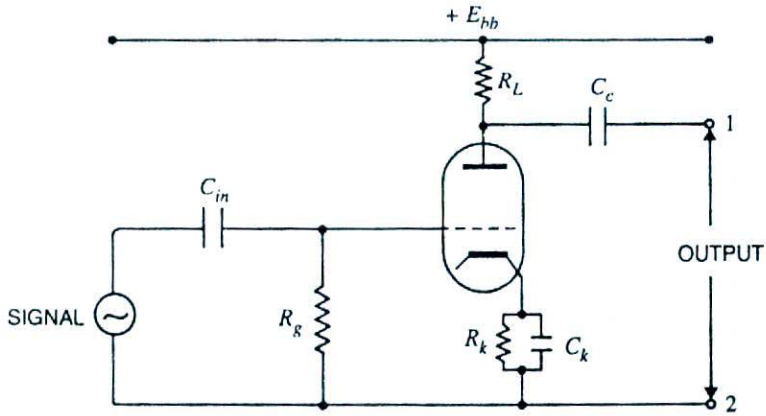 + E_bb
R_L
C_c
1
C_in
OUTPUT
SIGNAL
R_g
R_k
C_k
2